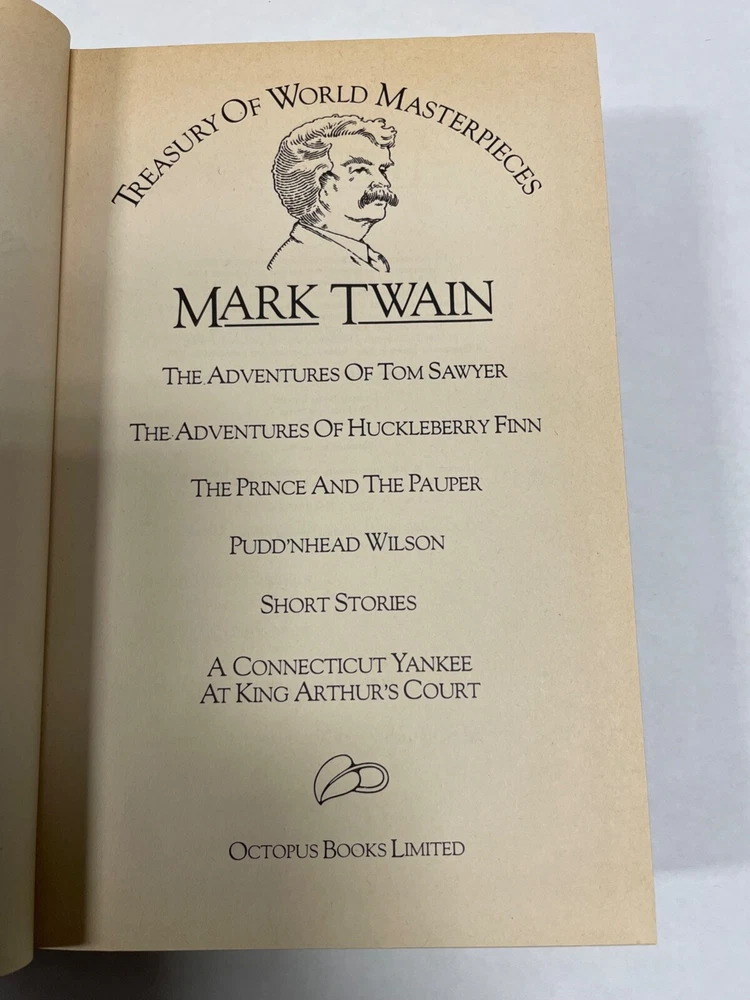 TREASURY OF WORLD MASTERPIECES
MARK TWAIN
THE ADVENTURES OF TOM SAWYER
THE ADVENTURES OF HUCKLEBERRY FINN
THE PRINCE AND THE PAUPER
PUDD'NHEAD WILSON
SHORT STORIES
A CONNECTICUT YANKEE
AT KING ARTHUR'S COURT
OCTOPUS BOOKS LIMITED